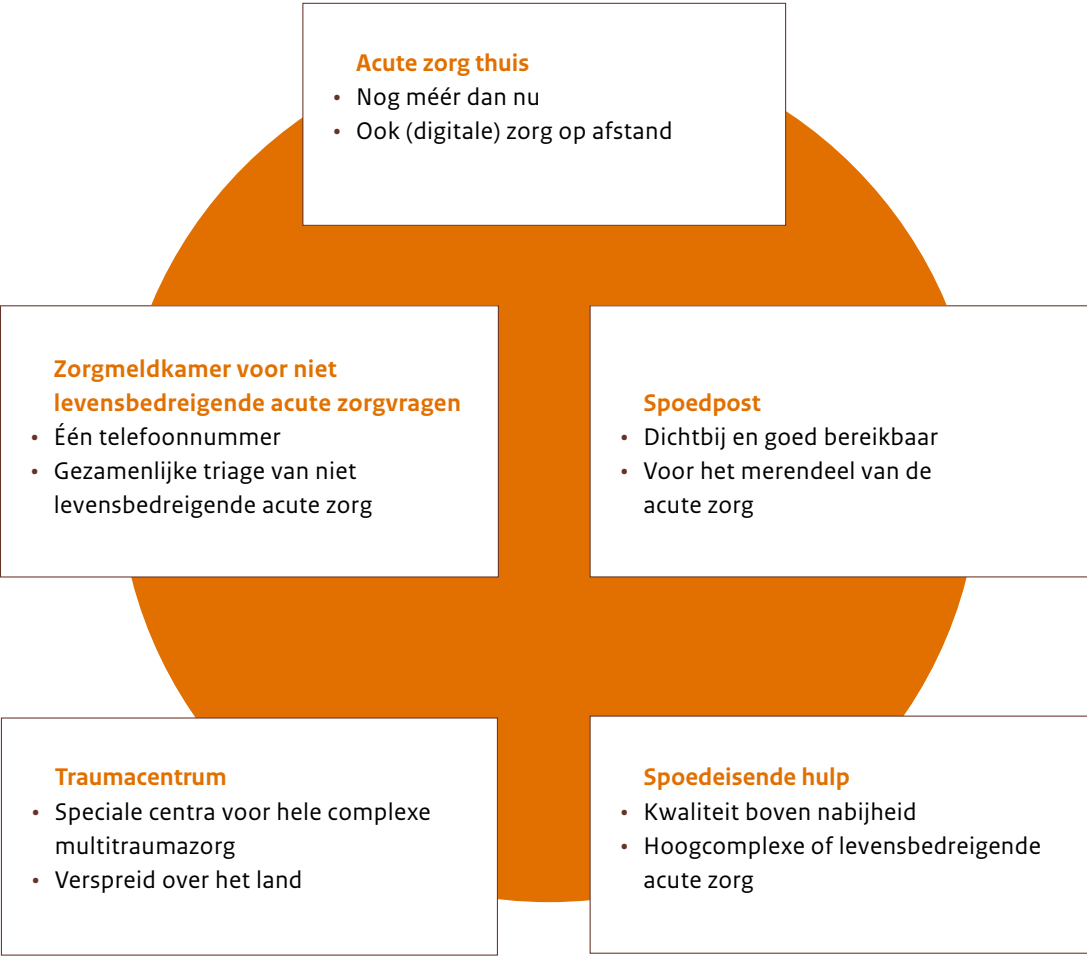 Acute zorg thuis
• Nog méér dan nu
• Ook (digitale) zorg op afstand
Zorgmeldkamer voor niet
levensbedreigende acute zorgvragen
• Één telefoonnummer
• Gezamenlijke triage van niet
levensbedreigende acute zorg
Spoedpost
• Dichtbij en goed bereikbaar
• Voor het merendeel van de
acute zorg
Traumacentrum
• Speciale centra voor hele complexe
multitraumazorg
• Verspreid over het land
Spoedeisende hulp
• Kwaliteit boven nabijheid
• Hoogcomplexe of levensbedreigende
acute zorg